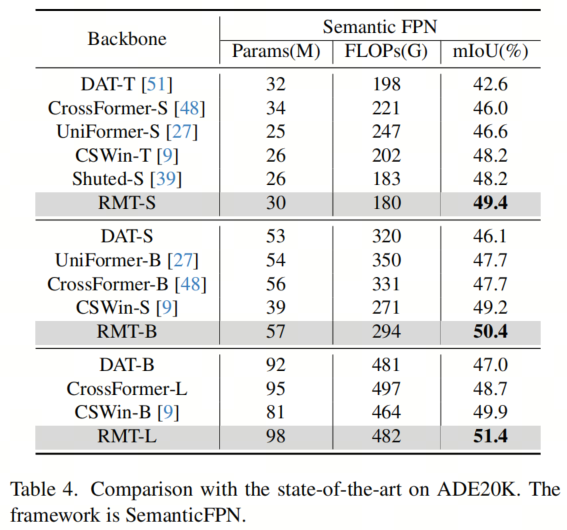 Backbone Semantic FPN
Params(M) FLOPs(G) mIoU(%)
DAT-T [51] 32 198 42.6
CrossFormer-S [48] 34 221 46.0
UniFormer-S [27] 25 247 46.6
CSWin-T [9] 26 202 48.2
Shuted-S [39] 26 183 48.2
RMT-S 30 180 49.4
DAT-S 53 320 46.1
UniFormer-B [27] 54 350 47.7
CrossFormer-B [48] 56 331 47.7
CSWin-S [9] 39 271 49.2
RMT-B 57 294 50.4
DAT-B 92 481 47.0
CrossFormer-L 95 497 48.7
CSWin-B [9] 81 464 49.9
RMT-L 98 482 51.4
Table 4. Comparison with the state-of-the-art on ADE20K. The
framework is SemanticFPN.